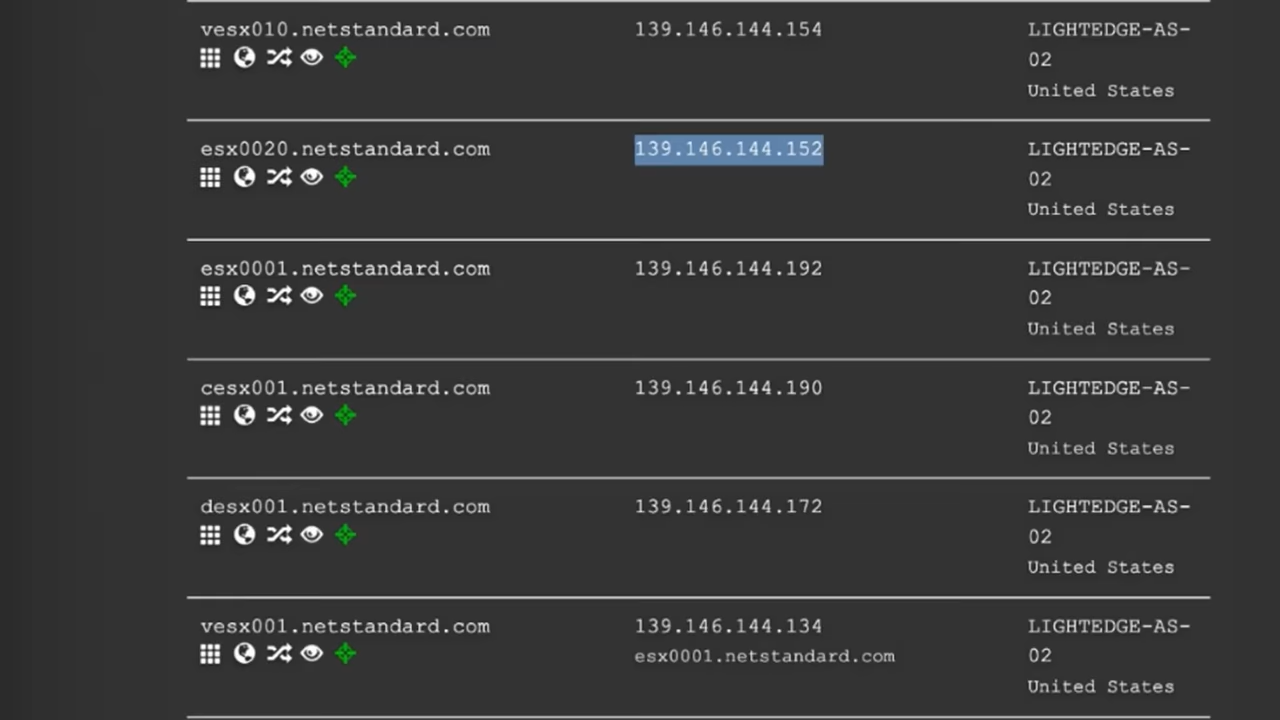 vesx010.netstandard.com 139.146.144.154 LIGHTEDGE-AS-
02
United States
esx0020.netstandard.com 139.146.144.152 LIGHTEDGE-AS-
02
United States
esx0001.netstandard.com 139.146.144.192 LIGHTEDGE-AS-
02
United States
cesx001.netstandard.com 139.146.144.190 LIGHTEDGE-AS-
02
United States
desx001.netstandard.com 139.146.144.172 LIGHTEDGE-AS-
02
United States
vesx001.netstandard.com 139.146.144.134 LIGHTEDGE-AS-
esx0001.netstandard.com 02
United States